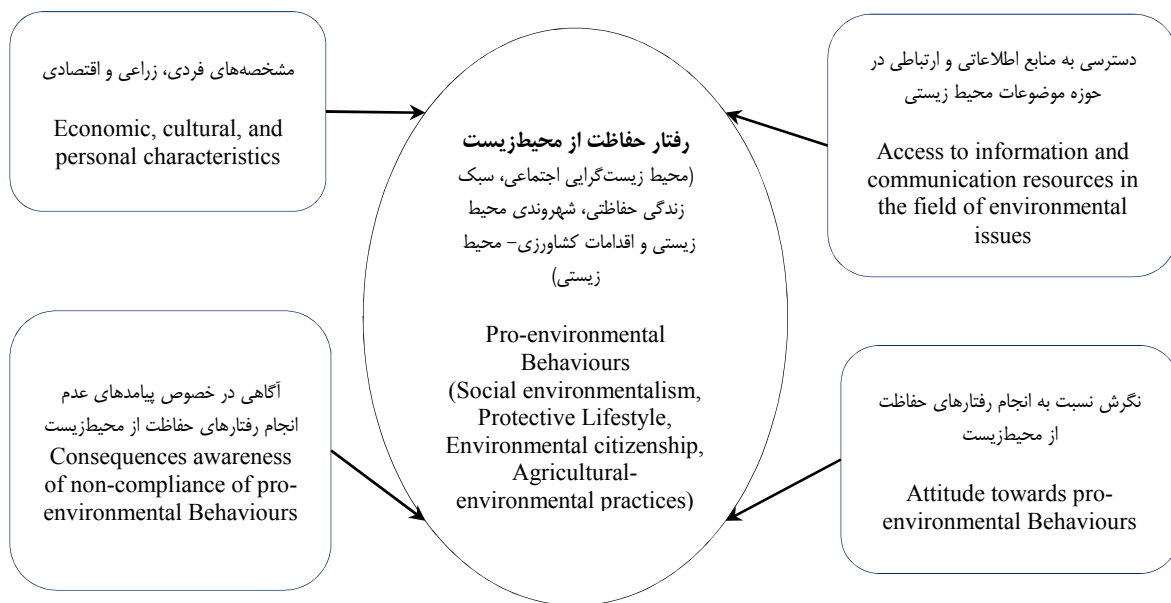 مشخصه‌های فردی، زراعی و اقتصادی
Economic, cultural, and
personal characteristics
دسترسی به منابع اطلاعاتی و ارتباطی در
حوزه موضوعات محیط زیستی
Access to information and
communication resources in
the field of environmental
issues
رفتار حفاظت از محیط‌زیست
(محیط زیست‌گرایی اجتماعی، سبک
زندگی حفاظتی، شهروندی محیط
زیستی و اقدامات کشاورزی- محیط
زیستی)
Pro-environmental
Behaviours
(Social environmentalism,
Protective Lifestyle,
Environmental citizenship,
Agricultural-
environmental practices)
آگاهی در خصوص پیامدهای عدم
انجام رفتارهای حفاظت از محیط‌زیست
Consequences awareness
of non-compliance of pro-
environmental Behaviours
نگرش نسبت به انجام رفتارهای حفاظت
از محیط‌زیست
Attitude towards pro-
environmental Behaviours